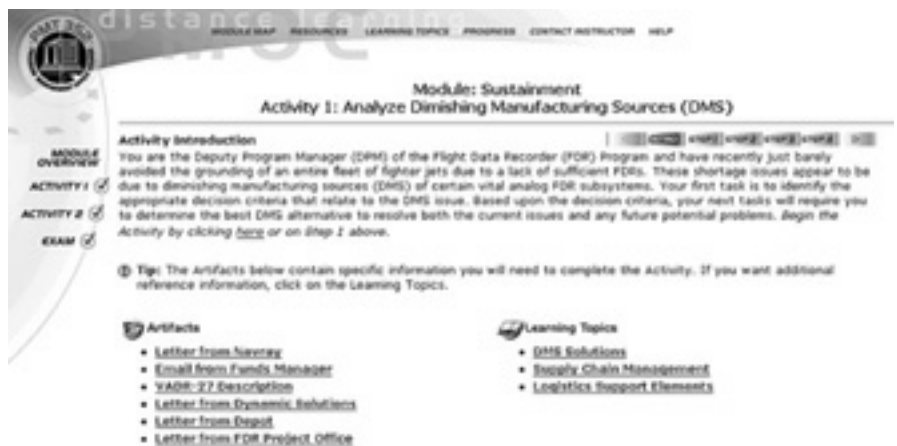 PMT 352
distance learning
MODULE MAP RESOURCES LEARNING TOPICS PROGRESS CONTACT INSTRUCTOR HELP
Module: Sustainment
Activity 1: Analyze Dimishing Manufacturing Sources (DMS)
MODULE OVERVIEW
ACTIVITY 1
ACTIVITY 2
EXAM
Activity Introduction
You are the Deputy Program Manager (DPM) of the Flight Data Recorder (FDR) Program and have recently just barely
avoided the grounding of an entire fleet of fighter jets due to a lack of sufficient FDRs. These shortage issues appear to be
due to diminishing manufacturing sources (DMS) of certain vital analog FDR subsystems. Your first task is to identify the
appropriate decision criteria that relate to the DMS issue. Based upon the decision criteria, your next tasks will require you
to determine the best DMS alternative to resolve both the current issues and any future potential problems. Begin the
Activity by clicking here or on Step 1 above.
Tip: The Artifacts below contain specific information you will need to complete the Activity. If you want additional
reference information, click on the Learning Topics.
Artifacts
• Letter from Navray
• Email from Funds Manager
• VADR-27 Description
• Letter from Dynamic Solutions
• Letter from Depot
• Letter from FDR Project Office
Learning Topics
• DMS Solutions
• Supply Chain Management
• Logistics Support Elements